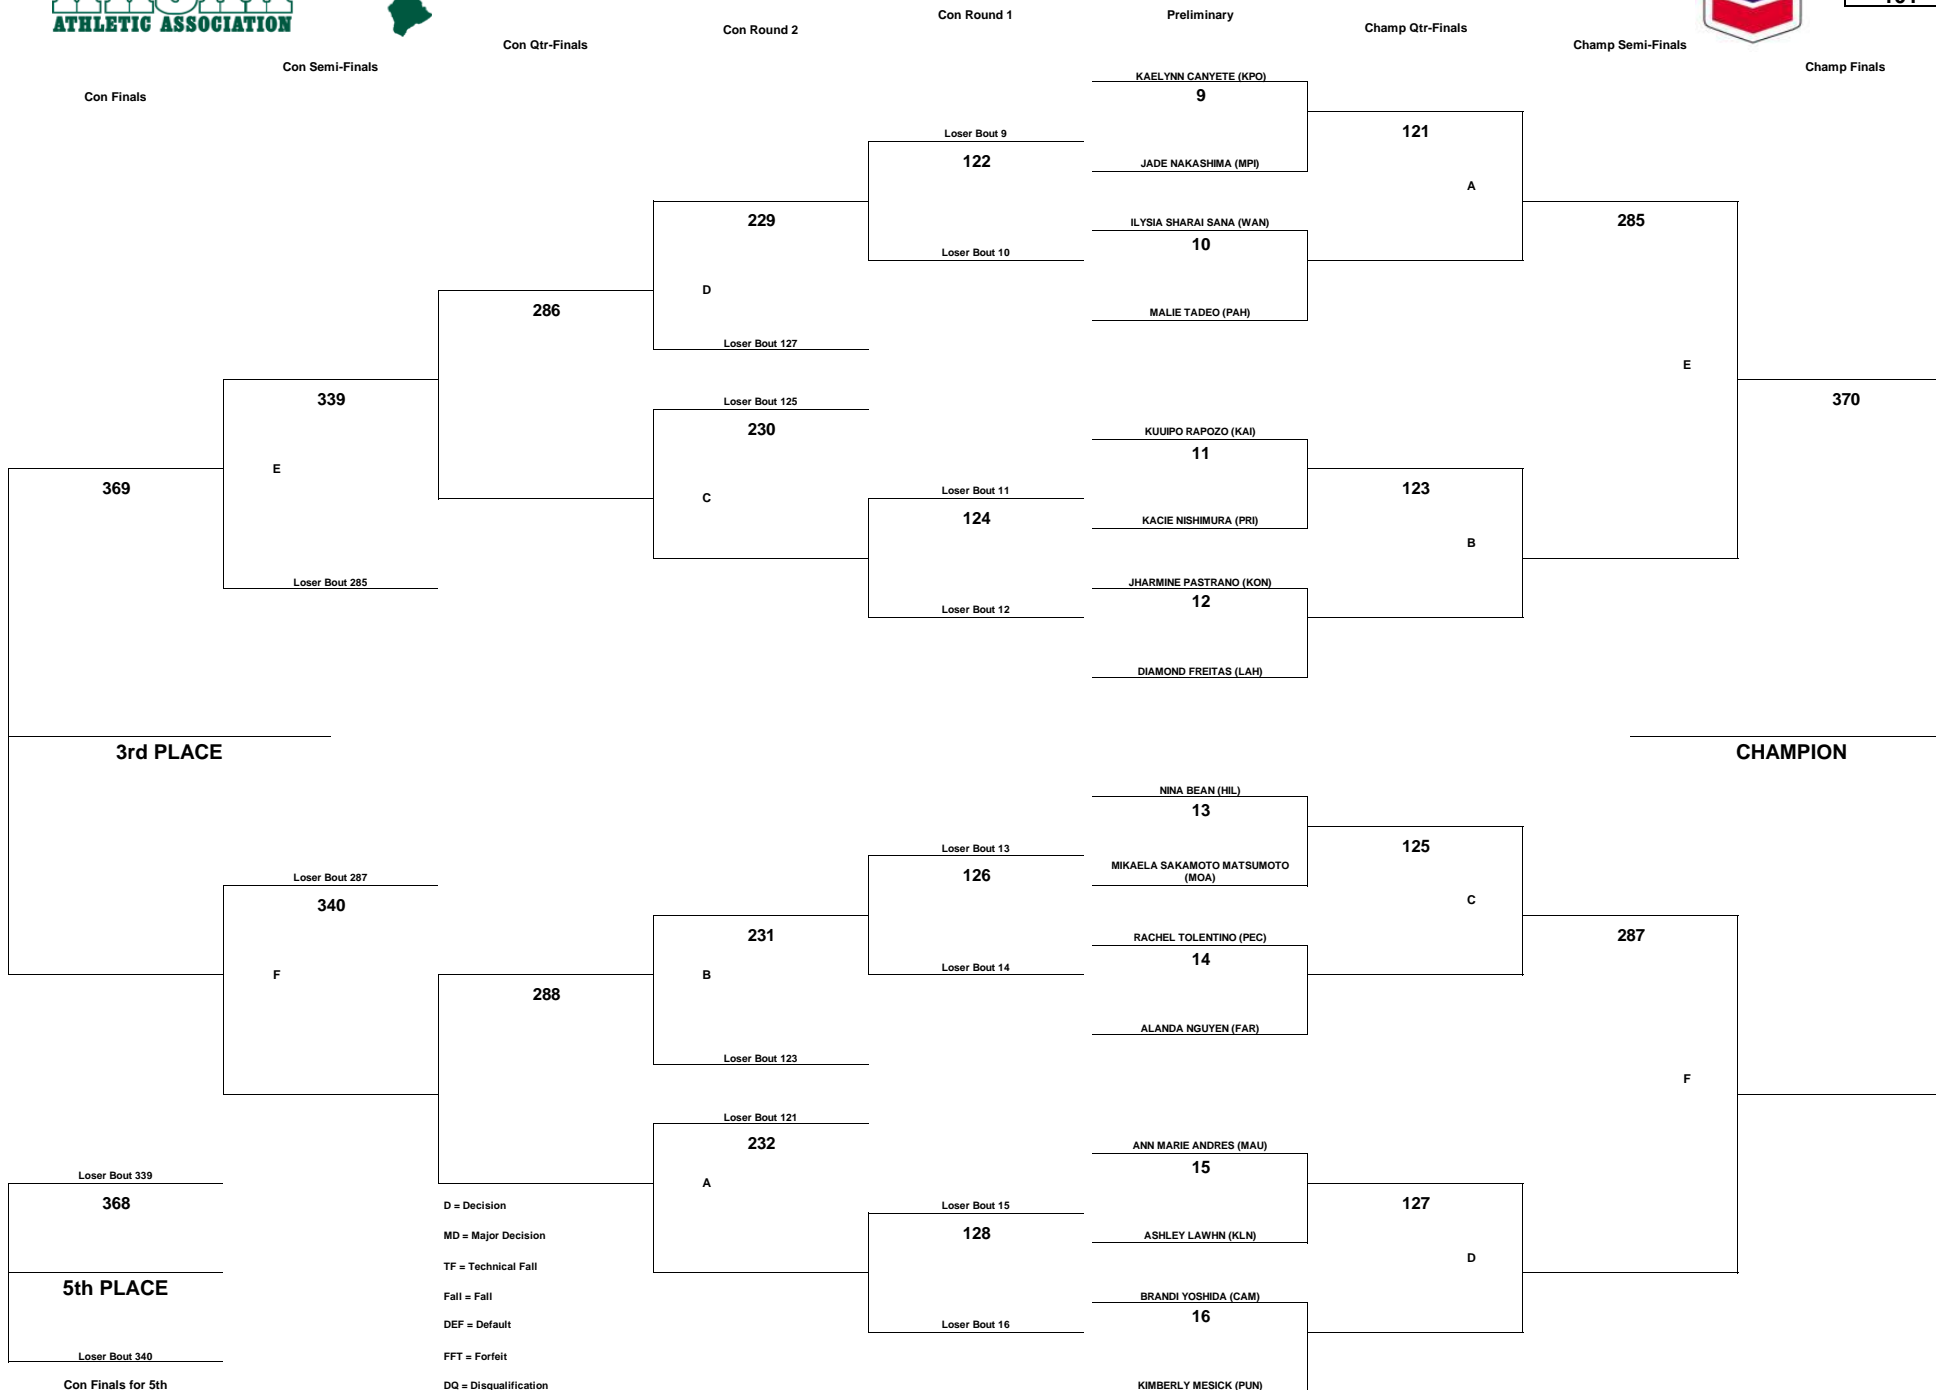 ATHLETIC ASSOCIATION
Con Finals
Con Semi-Finals
Con Qtr-Finals
Con Round 2
Con Round 1
Preliminary
Champ Qtr-Finals
Champ Semi-Finals
Champ Finals
KAELYNN CANYETE (KPO)
9
121
Loser Bout 9
122
JADE NAKASHIMA (MPI)
A
229
ILYSIA SHARAI SANA (WAN)
285
10
Loser Bout 10
D
286
MALIE TADEO (PAH)
Loser Bout 127
E
339
Loser Bout 125
370
230
KUUIPO RAPOZO (KAI)
11
E
369
Loser Bout 11
123
C
124
KACIE NISHIMURA (PRI)
B
Loser Bout 285
JHARMINE PASTRANO (KON)
12
Loser Bout 12
DIAMOND FREITAS (LAH)
3rd PLACE
CHAMPION
NINA BEAN (HIL)
13
Loser Bout 13
125
MIKAELA SAKAMOTO MATSUMOTO
(MOA)
126
Loser Bout 287
340
C
231
RACHEL TOLENTINO (PEC)
287
14
Loser Bout 14
F
B
288
ALANDA NGUYEN (FAR)
Loser Bout 123
F
Loser Bout 121
232
ANN MARIE ANDRES (MAU)
15
Loser Bout 339
A
368
D = Decision
Loser Bout 15
127
MD = Major Decision
128
ASHLEY LAWHN (KLN)
D
TF = Technical Fall
5th PLACE
Fall = Fall
BRANDI YOSHIDA (CAM)
16
DEF = Default
Loser Bout 16
Loser Bout 340
FFT = Forfeit
Con Finals for 5th
DQ = Disqualification
KIMBERLY MESICK (PUN)